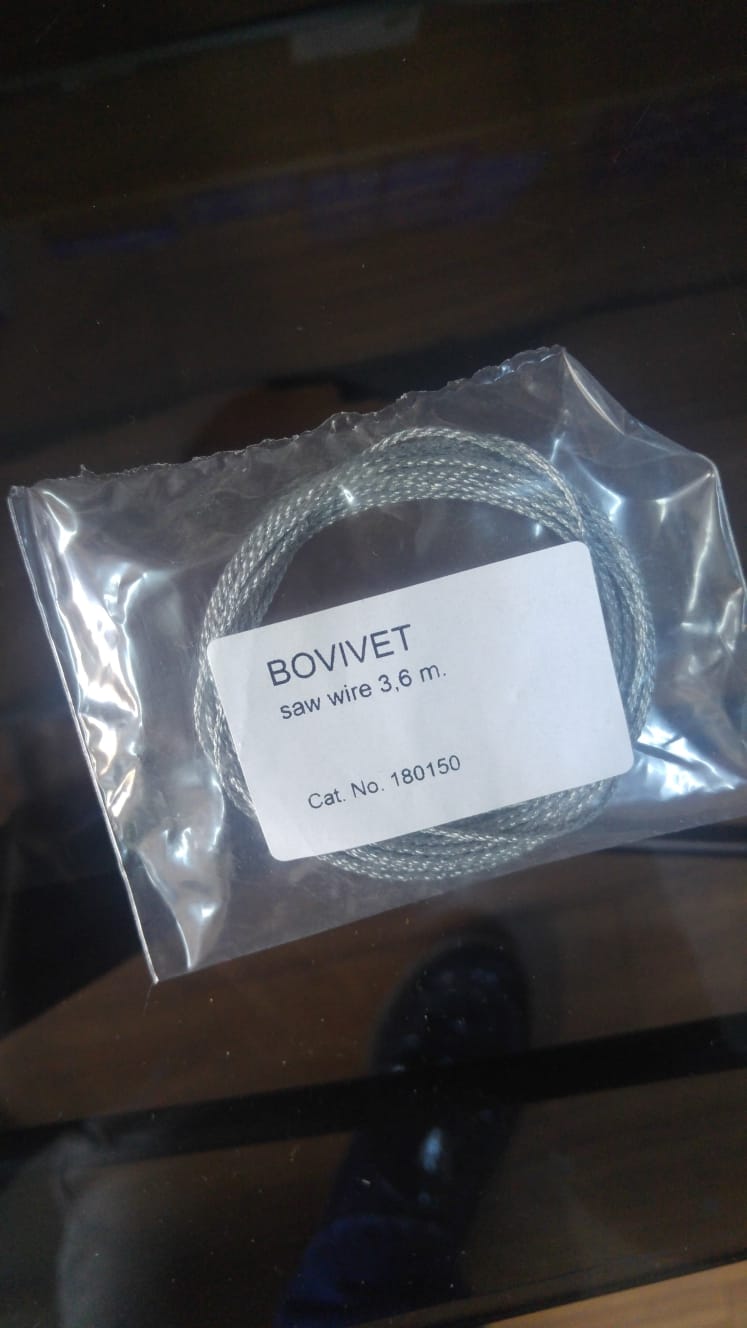 BOVIVET
saw wire 3,6 m.
Cat. No. 180150